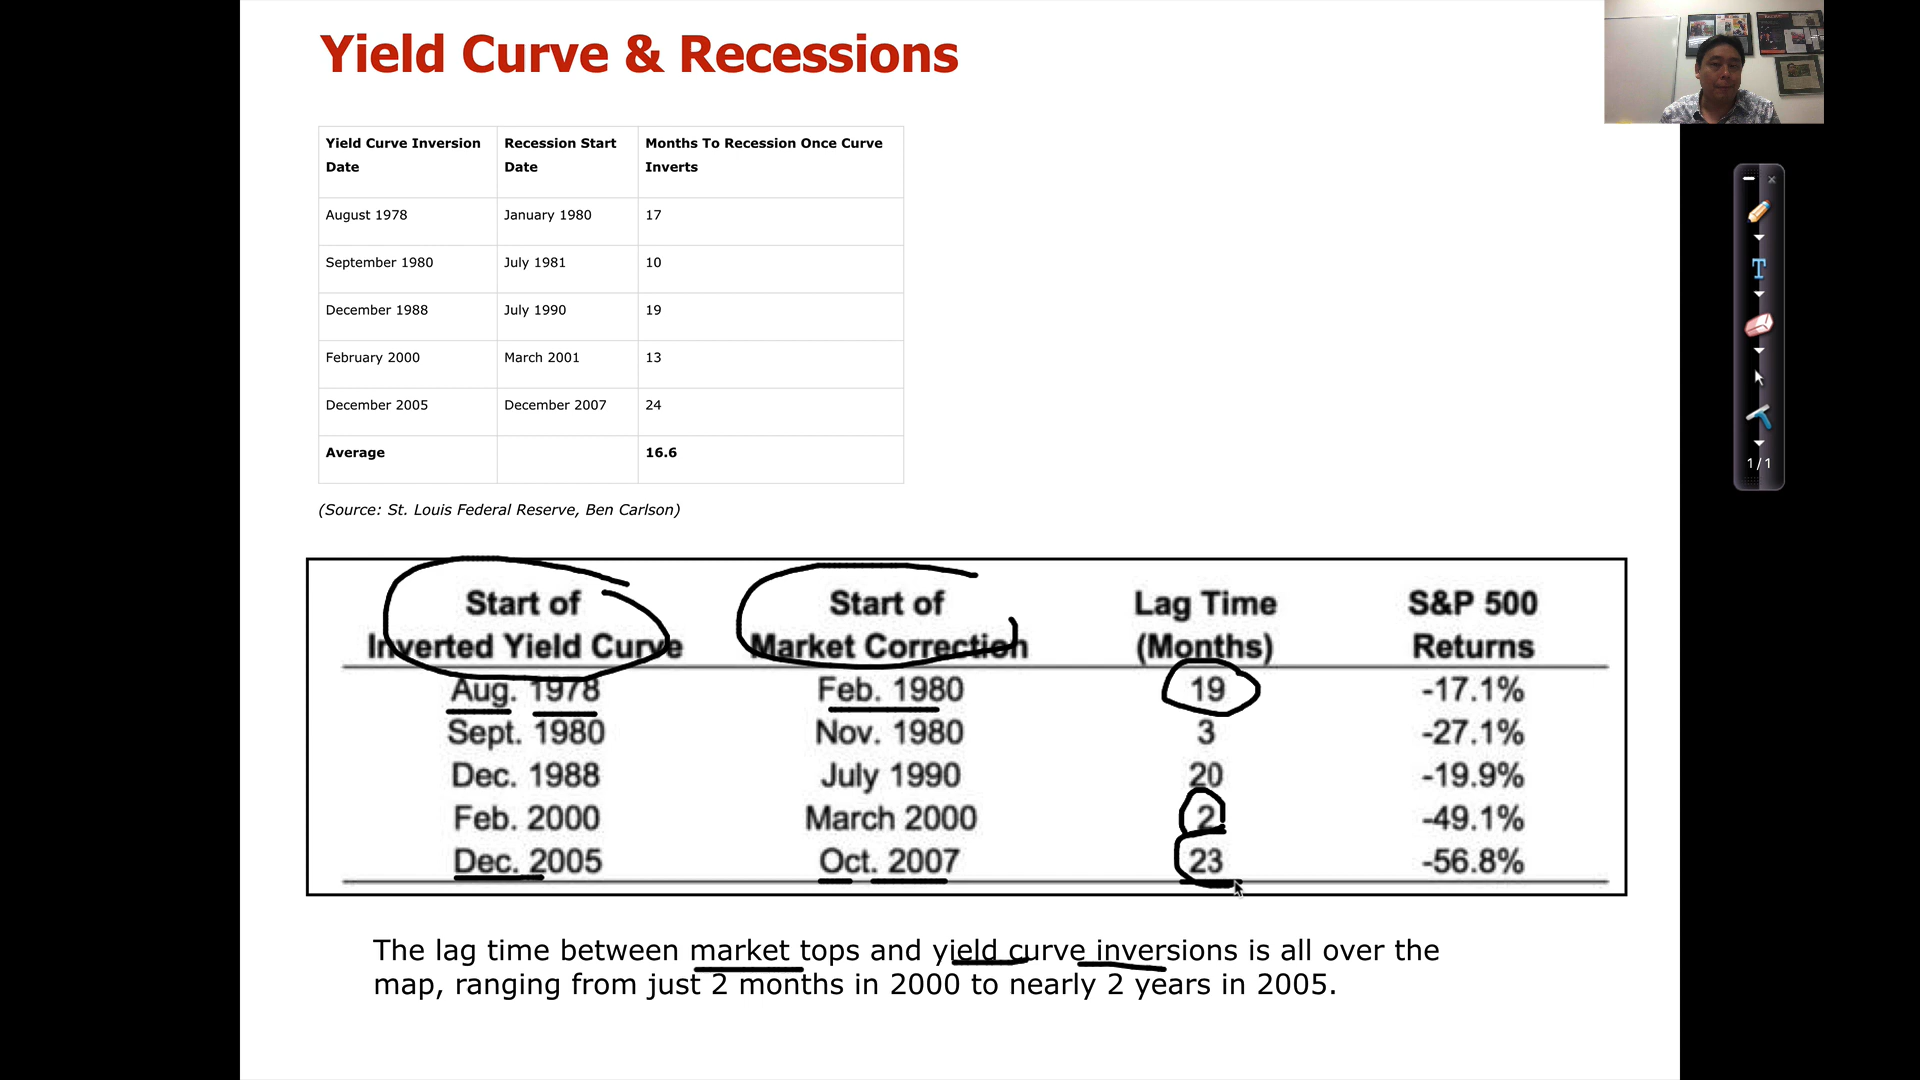 Yield Curve & Recessions
Yield Curve Inversion Date Recession Start Date Months To Recession Once Curve Inverts
August 1978 January 1980 17
September 1980 July 1981 10
December 1988 July 1990 19
February 2000 March 2001 13
December 2005 December 2007 24
Average 16.6
(Source: St. Louis Federal Reserve, Ben Carlson)
Start of Inverted Yield Curve Start of Market Correction Lag Time (Months) S&P 500 Returns
Aug. 1978 Feb. 1980 19 -17.1%
Sept. 1980 Nov. 1980 3 -27.1%
Dec. 1988 July 1990 20 -19.9%
Feb. 2000 March 2000 2 -49.1%
Dec. 2005 Oct. 2007 23 -56.8%
The lag time between market tops and yield curve inversions is all over the
map, ranging from just 2 months in 2000 to nearly 2 years in 2005.
T
1/1